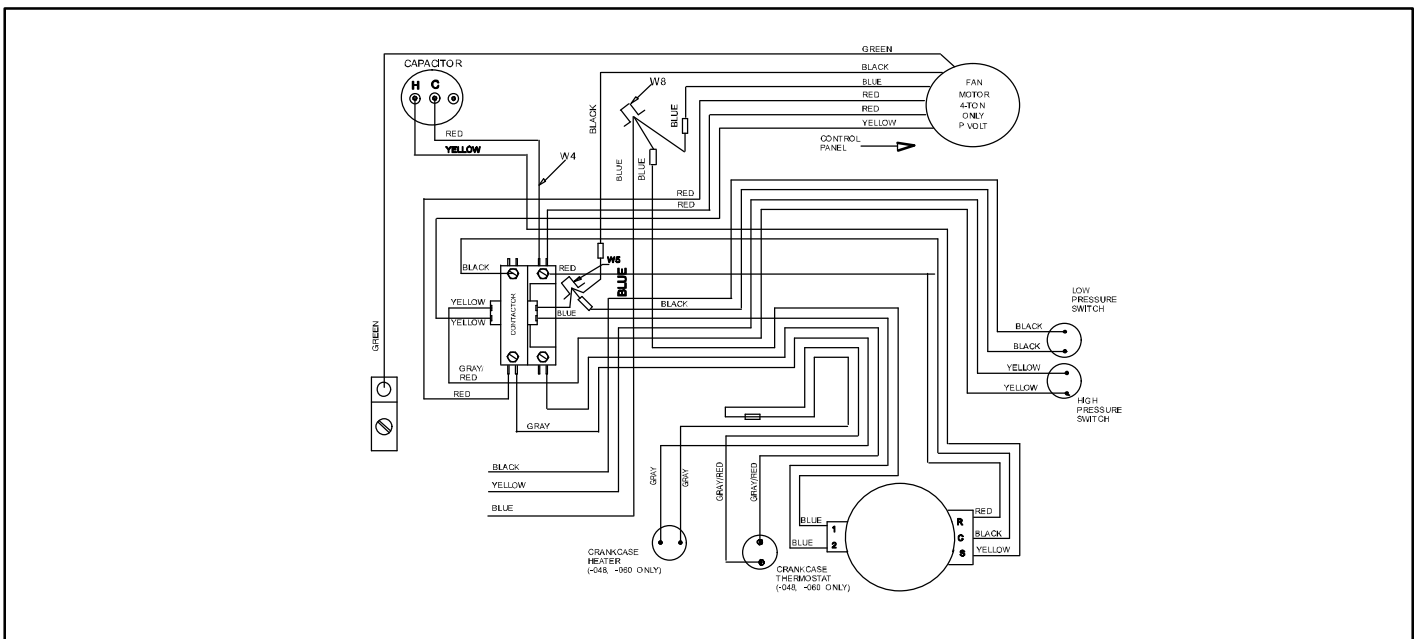 GREEN
CAPACITOR
BLACK
FAN
MOTOR
4-TON
ONLY
P VOLT
BLUE
RED
RED
YELLOW
CONTROL
PANEL
H C
W8
BLUE
BLACK
RED
YELLOW
W4
BLUE
BLUE
RED
RED
BLACK
RED
W5
BLUE
BLACK
YELLOW
YELLOW
CONTACTOR
BLUE
LOW
PRESSURE
SWITCH
BLACK
BLACK
GREEN
GRAY/
RED
RED
YELLOW
YELLOW
HIGH
PRESSURE
SWITCH
GRAY
BLACK
YELLOW
BLUE
GRAY
GRAY
GRAY/RED
GRAY/RED
BLUE
BLUE
1
2
R
C
S
RED
BLACK
YELLOW
CRANKCASE
HEATER
(-048, -060 ONLY)
CRANKCASE
THERMOSTAT
(-048, -060 ONLY)